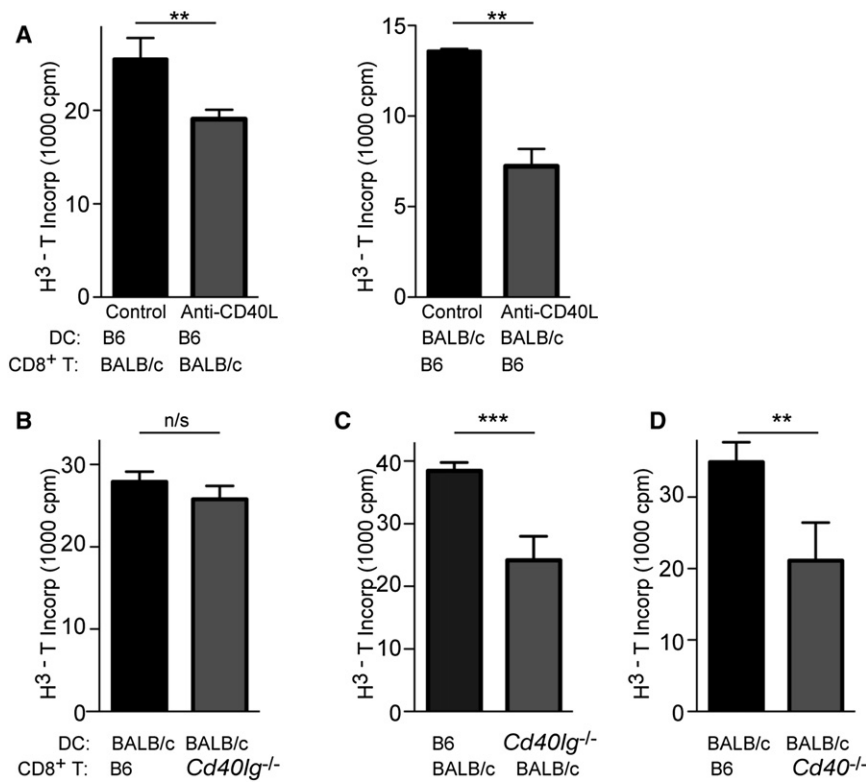 A
**
H³ - T Incorp (1000 cpm)
20
10
0
Control Anti-CD40L
DC: B6 B6
CD8⁺ T: BALB/c BALB/c
**
H³ - T Incorp (1000 cpm)
15
10
5
0
Control Anti-CD40L
BALB/c BALB/c
B6 B6
B
n/s
H³ - T Incorp (1000 cpm)
30
20
10
0
DC: BALB/c BALB/c
CD8⁺ T: B6 Cd40lg⁻/⁻
C
***
H³ - T Incorp (1000 cpm)
40
30
20
10
0
B6 Cd40lg⁻/⁻
BALB/c BALB/c
D
**
H³ - T Incorp (1000 cpm)
30
20
10
0
BALB/c BALB/c
B6 Cd40⁻/⁻